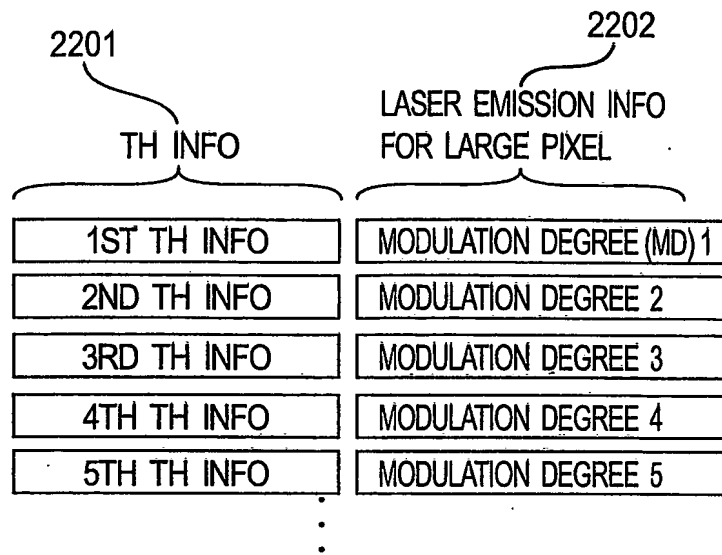 2201
2202
TH INFO
LASER EMISSION INFO
FOR LARGE PIXEL
1ST TH INFO
MODULATION DEGREE (MD) 1
2ND TH INFO
MODULATION DEGREE 2
3RD TH INFO
MODULATION DEGREE 3
4TH TH INFO
MODULATION DEGREE 4
5TH TH INFO
MODULATION DEGREE 5